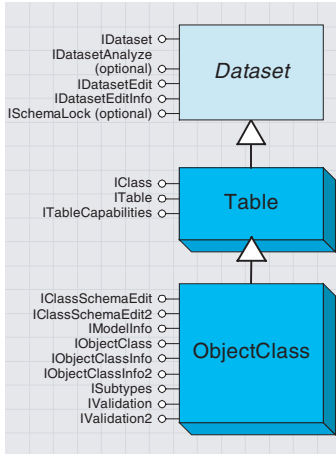 IDataset
IDatasetAnalyze
(optional)
IDatasetEdit
IDatasetEditInfo
ISchemaLock (optional)
Dataset
IClass
ITable
ITableCapabilities
Table
IClassSchemaEdit
IClassSchemaEdit2
IModelInfo
IObjectClass
IObjectClassInfo
IObjectClassInfo2
ISubtypes
IValidation
IValidation2
ObjectClass